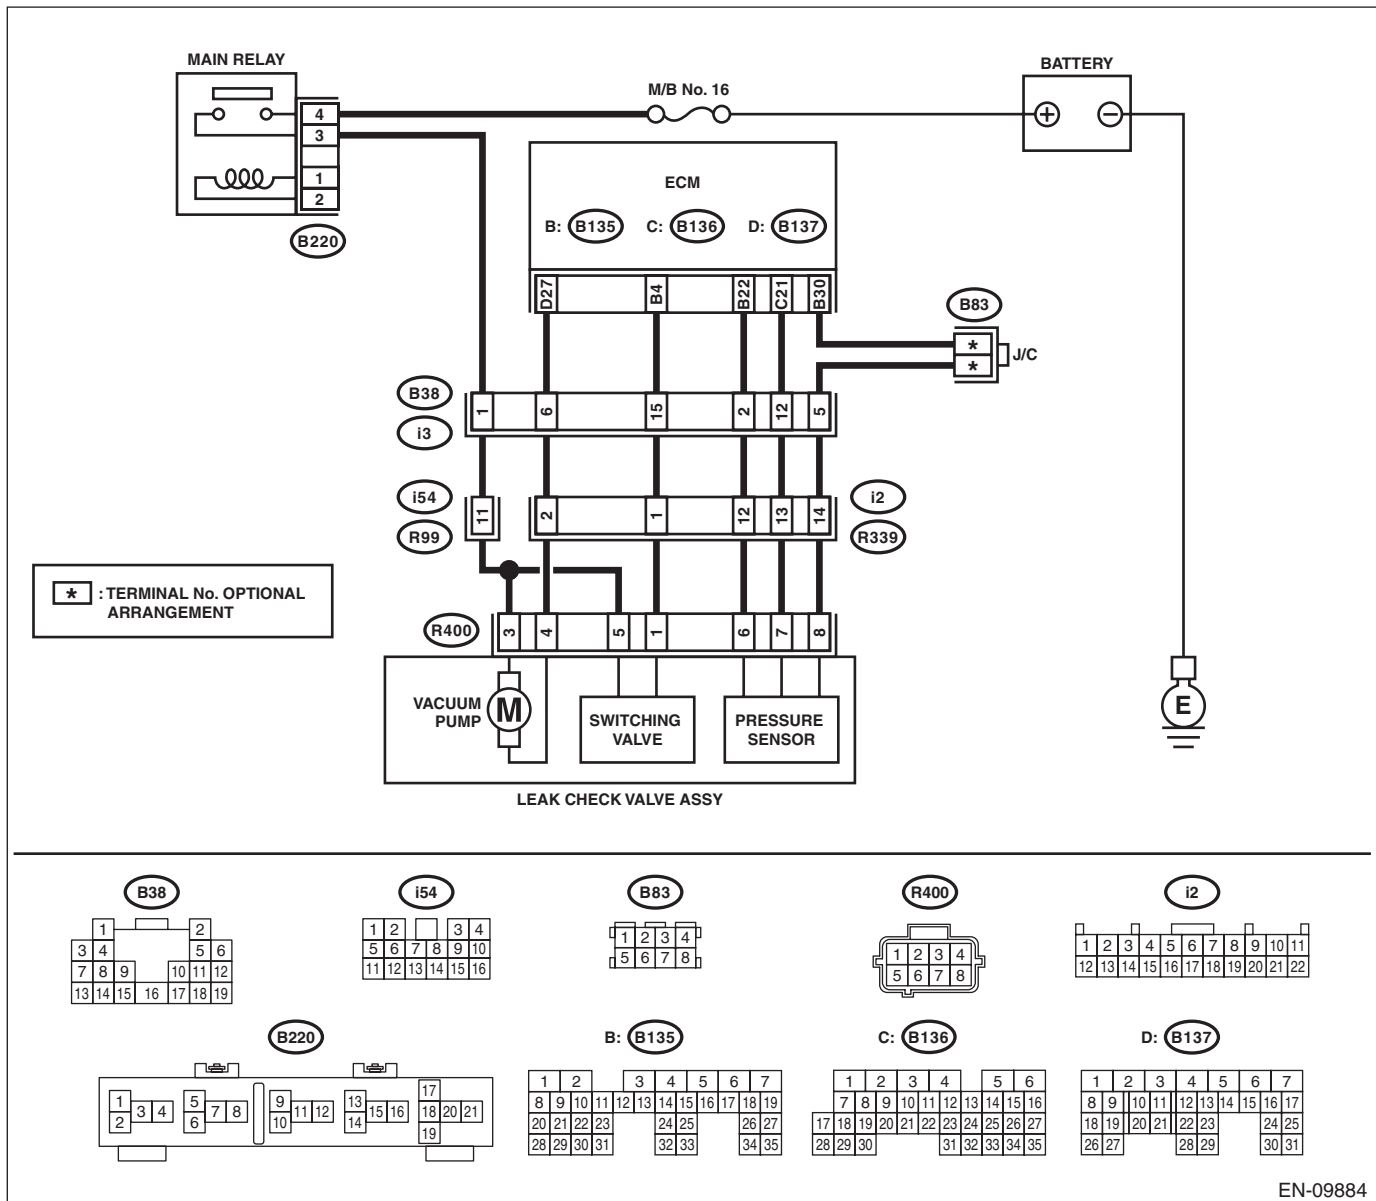 MAIN RELAY
BATTERY
M/B No. 16
4
3
1
2
B220
ECM
B: B135 C: B136 D: B137
D27 B4 B22 C21 B30
B83
*
*
J/C
B38
i3
1 6 15 2 12 5
i54
R99
11 2 1 12 13 14
i2
R339
* : TERMINAL No. OPTIONAL
ARRANGEMENT
R400
3 4 5 1 6 7 8
VACUUM
PUMP
M
SWITCHING
VALVE
PRESSURE
SENSOR
E
LEAK CHECK VALVE ASSY
B38
1 2
3 4 5 6
7 8 9 10 11 12
13 14 15 16 17 18 19
i54
1 2 3 4
5 6 7 8 9 10
11 12 13 14 15 16
B83
1 2 3 4
5 6 7 8
R400
1 2 3 4
5 6 7 8
i2
1 2 3 4 5 6 7 8 9 10 11
12 13 14 15 16 17 18 19 20 21 22
B220
1 2 3 4
5 6 7 8
9 10 11 12
13 14 15 16
17 18 19 20 21
B: B135
1 2 3 4 5 6 7
8 9 10 11 12 13 14 15 16 17 18 19
20 21 22 23 24 25 26 27
28 29 30 31 32 33 34 35
C: B136
1 2 3 4 5 6
7 8 9 10 11 12 13 14 15 16
17 18 19 20 21 22 23 24 25 26 27
28 29 30 31 32 33 34 35
D: B137
1 2 3 4 5 6 7
8 9 10 11 12 13 14 15 16 17
18 19 20 21 22 23 24 25
26 27 28 29 30 31
EN-09884